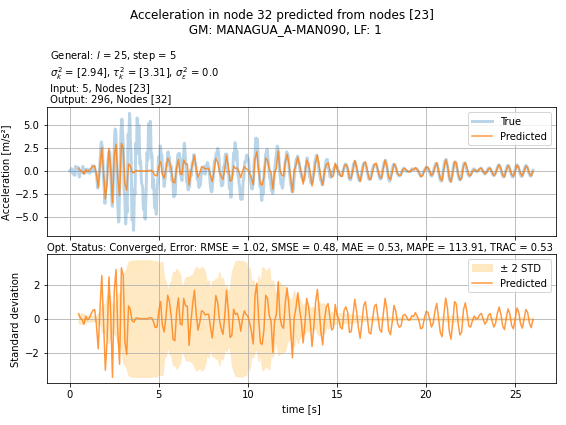 Acceleration in node 32 predicted from nodes [23]
GM: MANAGUA_A-MAN090, LF: 1
General: l = 25, step = 5
σ²ₖ = [2.94], τ²ₖ = [3.31], σ²ε = 0.0
Input: 5, Nodes [23]
Output: 296, Nodes [32]
Acceleration [m/s²]
5.0
2.5
0.0
−2.5
−5.0
True
Predicted
Opt. Status: Converged, Error: RMSE = 1.02, SMSE = 0.48, MAE = 0.53, MAPE = 113.91, TRAC = 0.53
Standard deviation
2
0
−2
± 2 STD
Predicted
0 5 10 15 20 25
time [s]